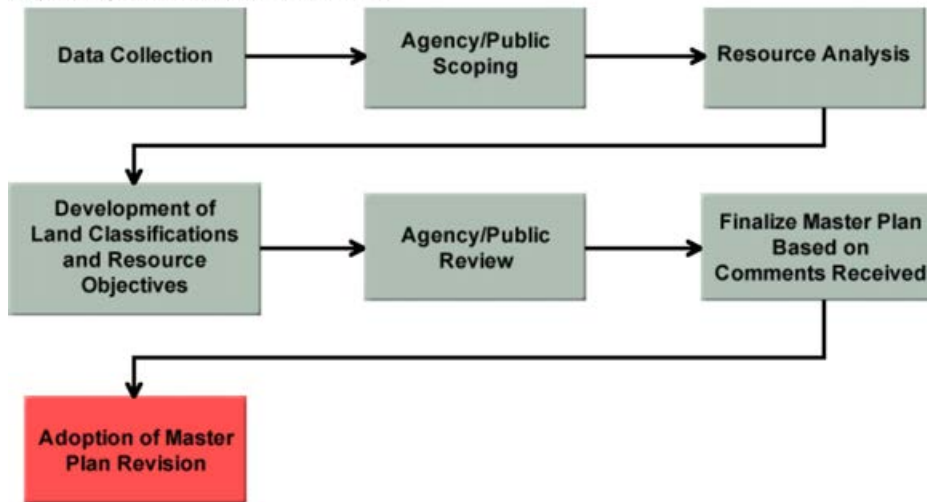 Data Collection
Agency/Public
Scoping
Resource Analysis
Development of
Land Classifications
and Resource
Objectives
Agency/Public
Review
Finalize Master Plan
Based on
Comments Received
Adoption of Master
Plan Revision